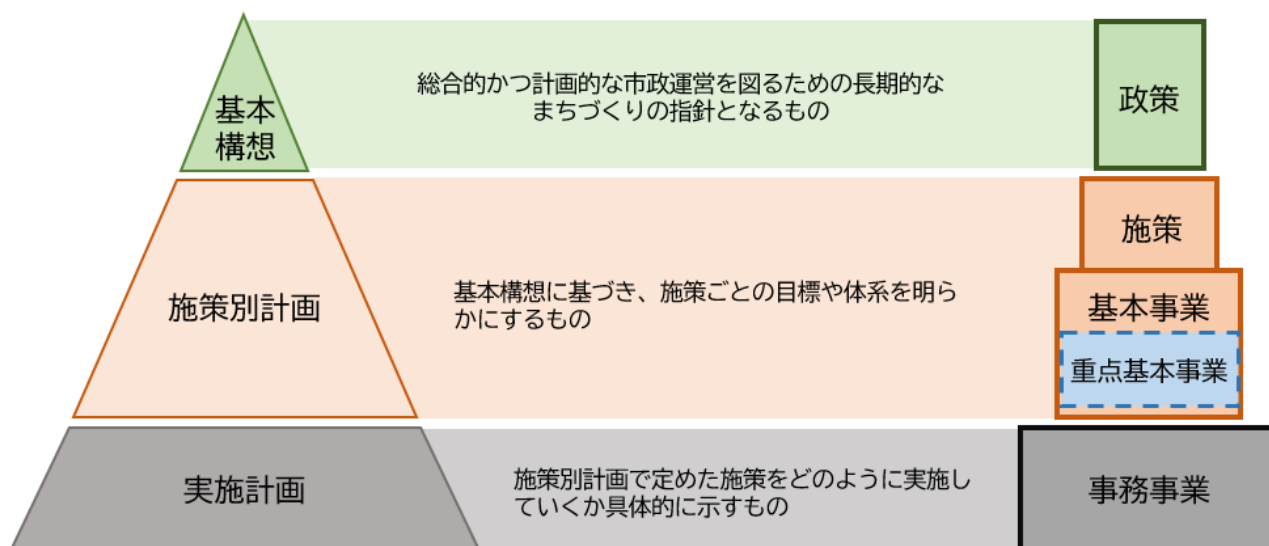 基本
構想
総合的かつ計画的な市政運営を図るための長期的な
まちづくりの指針となるもの
政策
施策別計画
基本構想に基づき、施策ごとの目標や体系を明ら
かにするもの
施策
基本事業
重点基本事業
実施計画
施策別計画で定めた施策をどのように実施し
ていくか具体的に示すもの
事務事業